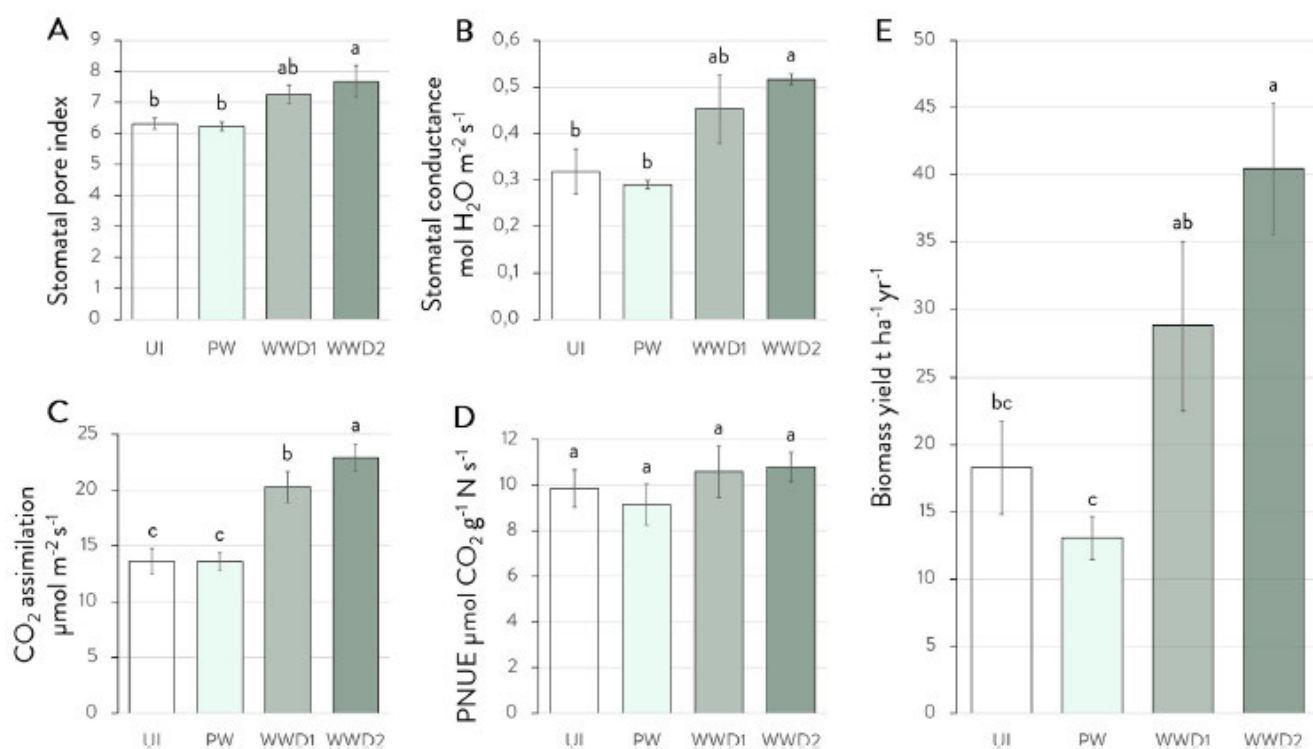 A
Stomatal pore index
9
8
7
6
5
4
3
2
1
0
b
b
ab
a
UI
PW
WWD1
WWD2
B
Stomatal conductance
mol H₂O m⁻² s⁻¹
0,6
0,5
0,4
0,3
0,2
0,1
0,0
b
b
ab
a
UI
PW
WWD1
WWD2
C
CO₂ assimilation
µmol m⁻² s⁻¹
25
20
15
10
5
0
c
c
b
a
UI
PW
WWD1
WWD2
D
PNUE µmol CO₂ g⁻¹ N s⁻¹
12
10
8
6
4
2
0
a
a
a
a
UI
PW
WWD1
WWD2
E
Biomass yield t ha⁻¹ yr⁻¹
50
45
40
35
30
25
20
15
10
5
0
bc
c
ab
a
UI
PW
WWD1
WWD2